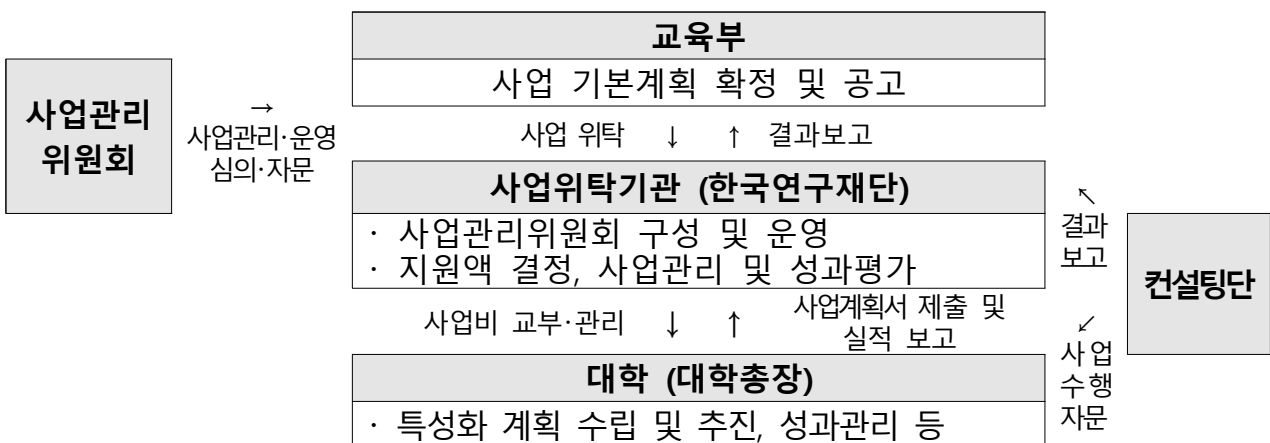 교육부
사업 기본계획 확정 및 공고
사업관리
위원회
→
사업관리·운영
심의·자문
사업 위탁 ↓ ↑ 결과보고
사업위탁기관 (한국연구재단)
· 사업관리위원회 구성 및 운영
· 지원액 결정, 사업관리 및 성과평가
↖
결과
보고
컨설팅단
사업비 교부·관리 ↓ ↑ 사업계획서 제출 및
실적 보고
↙
사업
수행
자문
대학 (대학총장)
· 특성화 계획 수립 및 추진, 성과관리 등